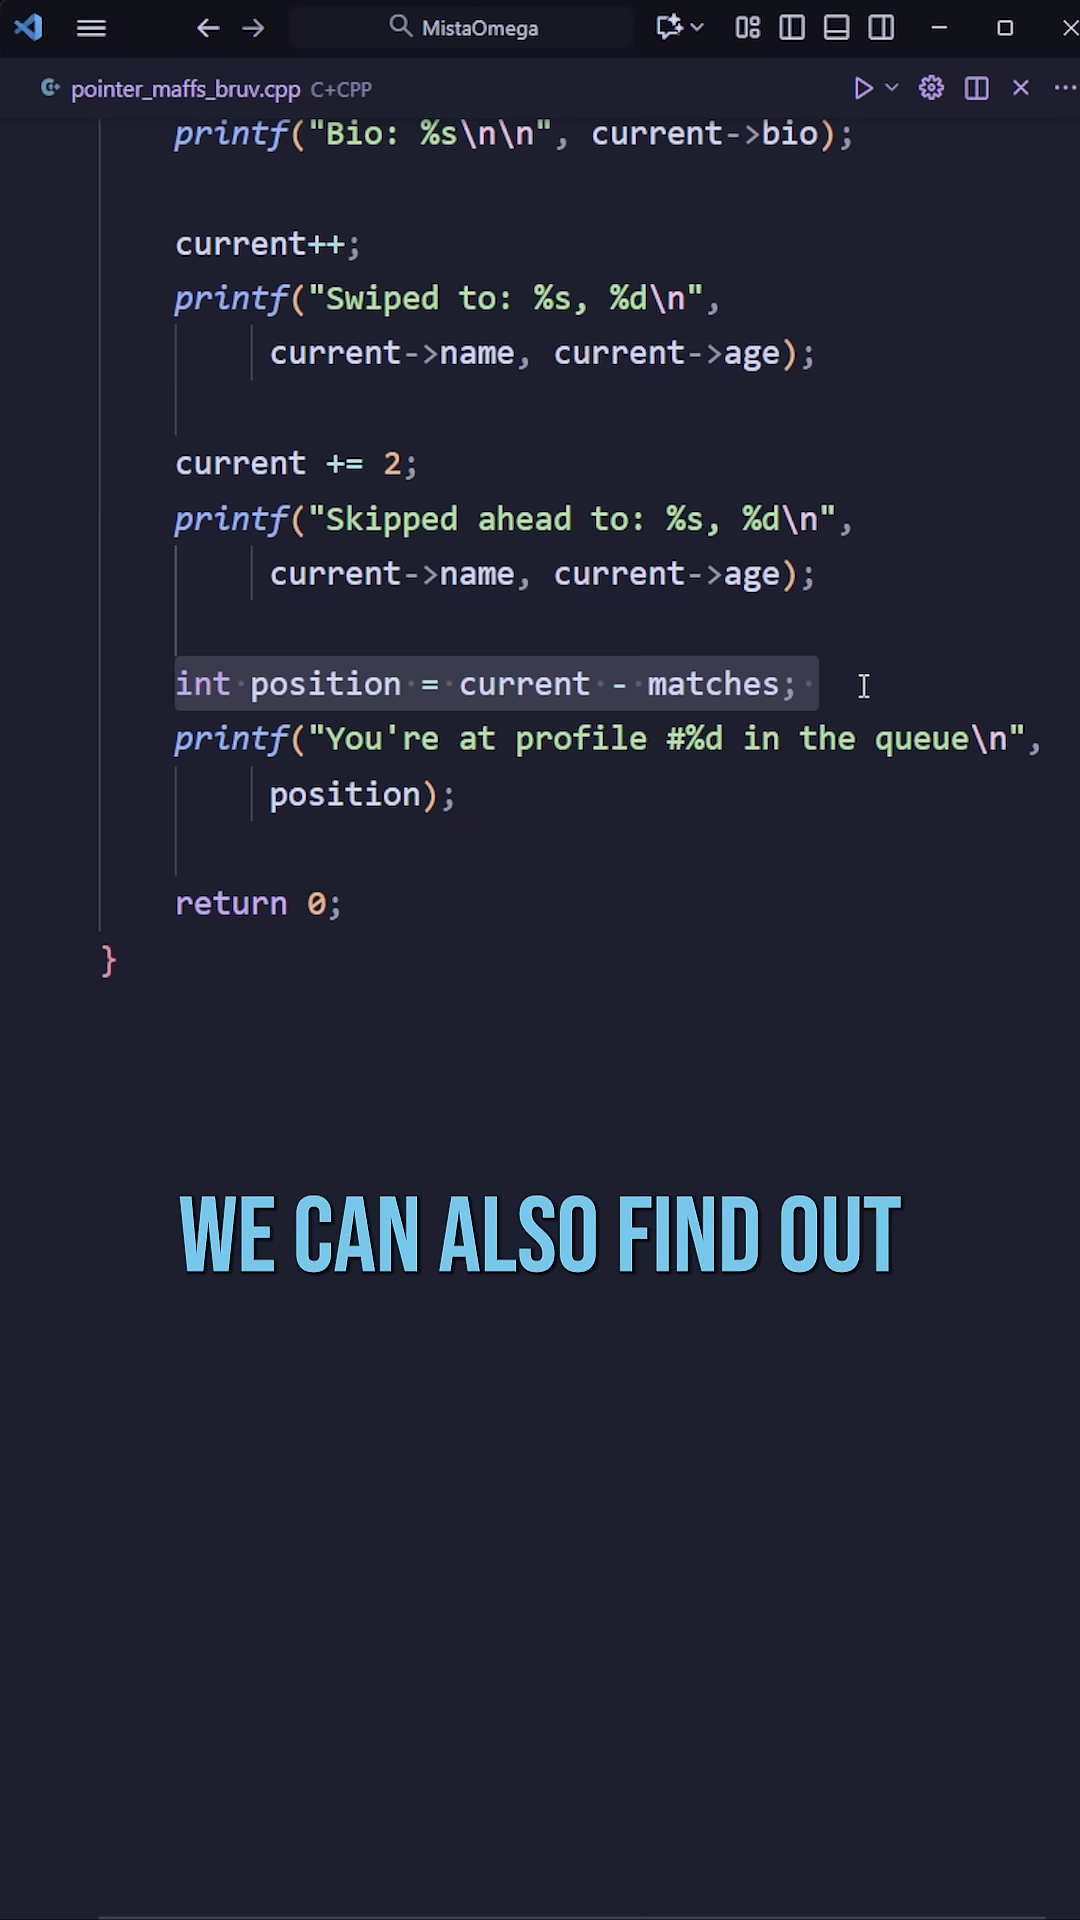 MistaOmega
pointer_maffs_bruv.cpp C+CPP
printf("Bio: %s\n\n", current->bio);
current++;
printf("Swiped to: %s, %d\n",
current->name, current->age);
current += 2;
printf("Skipped ahead to: %s, %d\n",
current->name, current->age);
int position = current - matches;
printf("You're at profile #%d in the queue\n",
position);
return 0;
}
WE CAN ALSO FIND OUT